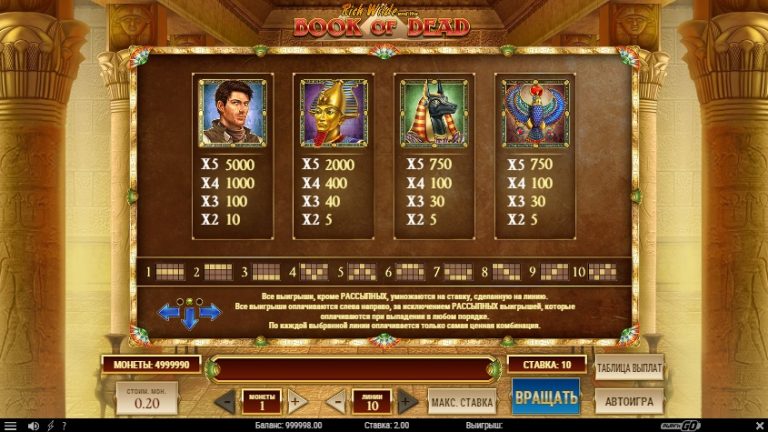 Rich Wilde and the
BOOK OF DEAD
X5 5000
X4 1000
X3 100
X2 10
X5 2000
X4 400
X3 40
X2 5
X5 750
X4 100
X3 30
X2 5
X5 750
X4 100
X3 30
X2 5
1 2 3 4 5 6 7 8 9 10
Все выигрыши, кроме РАССЫПНЫХ, умножаются на ставку, сделанную на линию.
Все выигрыши оплачиваются слева направо, за исключением РАССЫПНЫХ выигрышей, которые
оплачиваются при выпадении в любом порядке.
По каждой выбранной линии оплачивается только самая ценная комбинация.
МОНЕТЫ: 4999990
СТАВКА: 10
ТАБЛИЦА ВЫПЛАТ
СТОИМ. МОН.
0.20
МОНЕТЫ
1
ЛИНИИ
10
МАКС. СТАВКА
ВРАЩАТЬ
АВТОИГРА
Баланс: 999998.00 Ставка: 2.00 Выигрыш:
PLAY'N GO